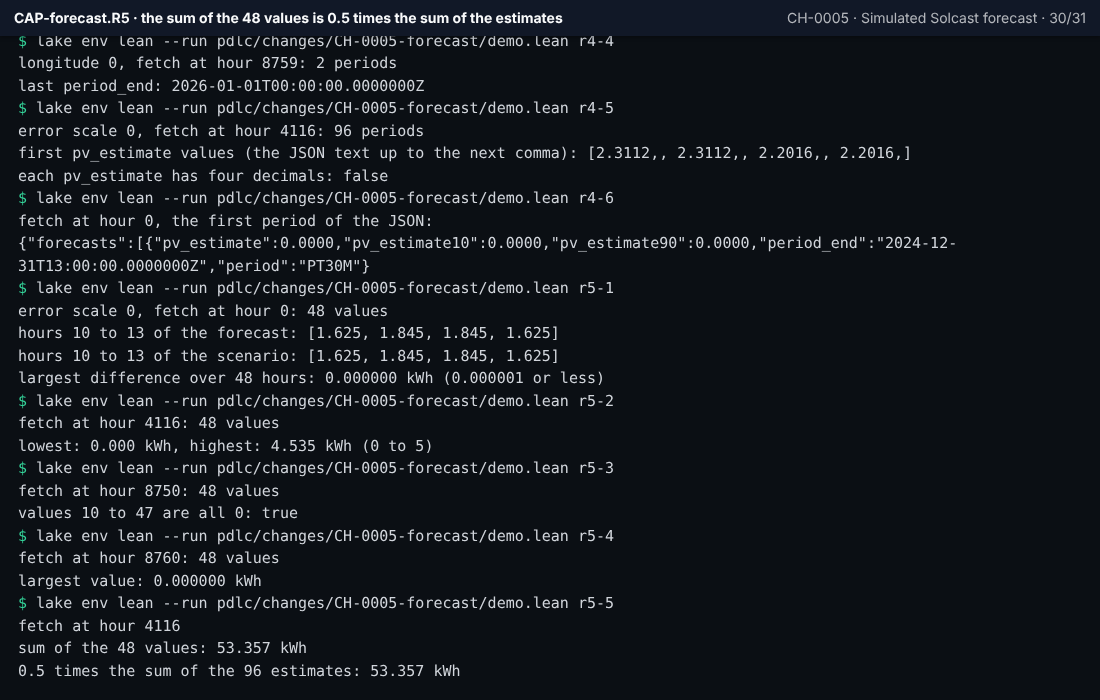 CAP-forecast.R5 · the sum of the 48 values is 0.5 times the sum of the estimates
CH-0005 · Simulated Solcast forecast · 30/31
$ lake env lean --run pdlc/changes/CH-0005-forecast/demo.lean r4-4
longitude 0, fetch at hour 8759: 2 periods
last period_end: 2026-01-01T00:00:00.0000000Z
$ lake env lean --run pdlc/changes/CH-0005-forecast/demo.lean r4-5
error scale 0, fetch at hour 4116: 96 periods
first pv_estimate values (the JSON text up to the next comma): [2.3112,, 2.3112,, 2.2016,, 2.2016,]
each pv_estimate has four decimals: false
$ lake env lean --run pdlc/changes/CH-0005-forecast/demo.lean r4-6
fetch at hour 0, the first period of the JSON:
{"forecasts":[{"pv_estimate":0.0000,"pv_estimate10":0.0000,"pv_estimate90":0.0000,"period_end":"2024-12-
31T13:00:00.0000000Z","period":"PT30M"}
$ lake env lean --run pdlc/changes/CH-0005-forecast/demo.lean r5-1
error scale 0, fetch at hour 0: 48 values
hours 10 to 13 of the forecast: [1.625, 1.845, 1.845, 1.625]
hours 10 to 13 of the scenario: [1.625, 1.845, 1.845, 1.625]
largest difference over 48 hours: 0.000000 kWh (0.000001 or less)
$ lake env lean --run pdlc/changes/CH-0005-forecast/demo.lean r5-2
fetch at hour 4116: 48 values
lowest: 0.000 kWh, highest: 4.535 kWh (0 to 5)
$ lake env lean --run pdlc/changes/CH-0005-forecast/demo.lean r5-3
fetch at hour 8750: 48 values
values 10 to 47 are all 0: true
$ lake env lean --run pdlc/changes/CH-0005-forecast/demo.lean r5-4
fetch at hour 8760: 48 values
largest value: 0.000000 kWh
$ lake env lean --run pdlc/changes/CH-0005-forecast/demo.lean r5-5
fetch at hour 4116
sum of the 48 values: 53.357 kWh
0.5 times the sum of the 96 estimates: 53.357 kWh